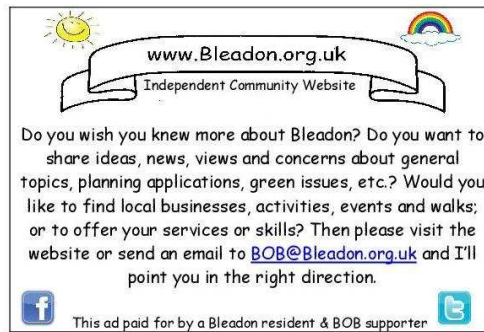 www.Bleadon.org.uk
Independent Community Website
Do you wish you knew more about Bleadon? Do you want to
share ideas, news, views and concerns about general
topics, planning applications, green issues, etc.? Would you
like to find local businesses, activities, events and walks;
or to offer your services or skills? Then please visit the
website or send an email to BOB@Bleadon.org.uk and I'll
point you in the right direction.
f
t
This ad paid for by a Bleadon resident & BOB supporter